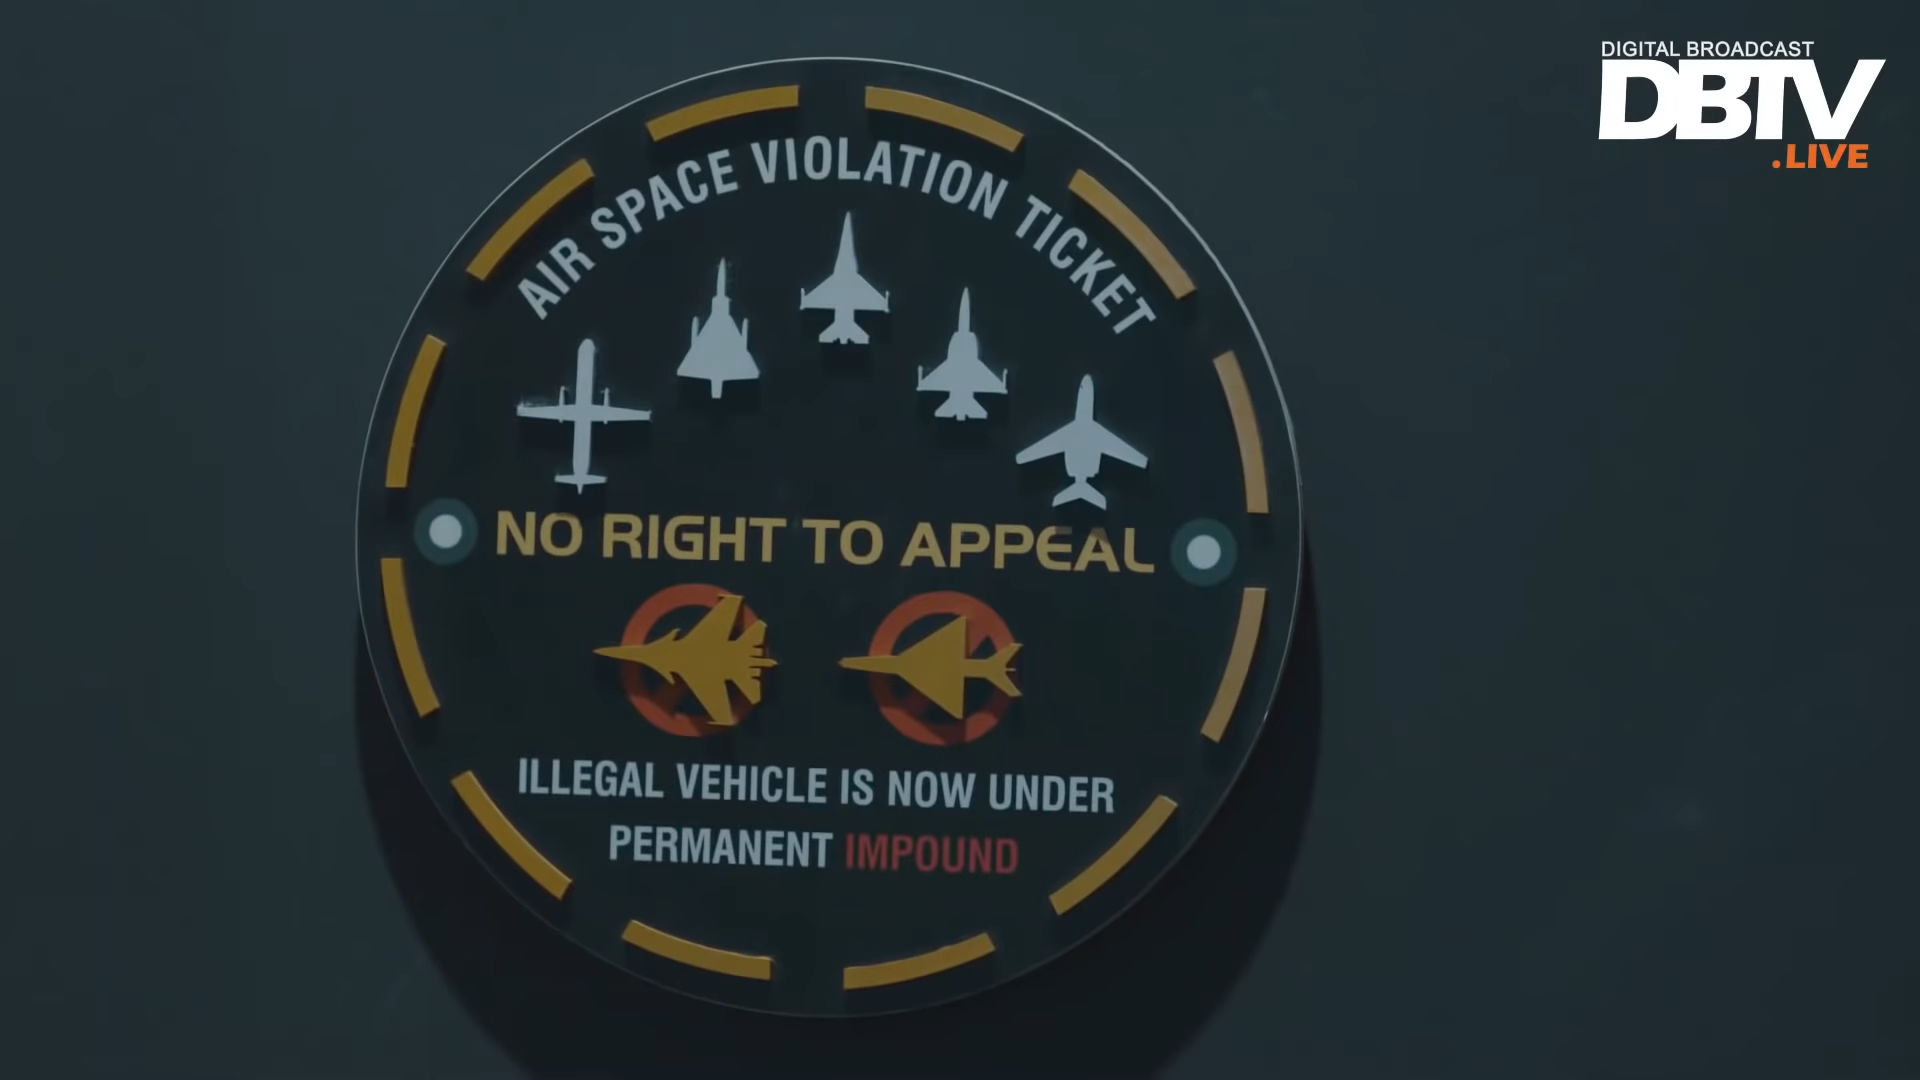 DIGITAL BROADCAST
DBTV
.LIVE
AIR SPACE VIOLATION TICKET
NO RIGHT TO APPEAL
ILLEGAL VEHICLE IS NOW UNDER
PERMANENT IMPOUND